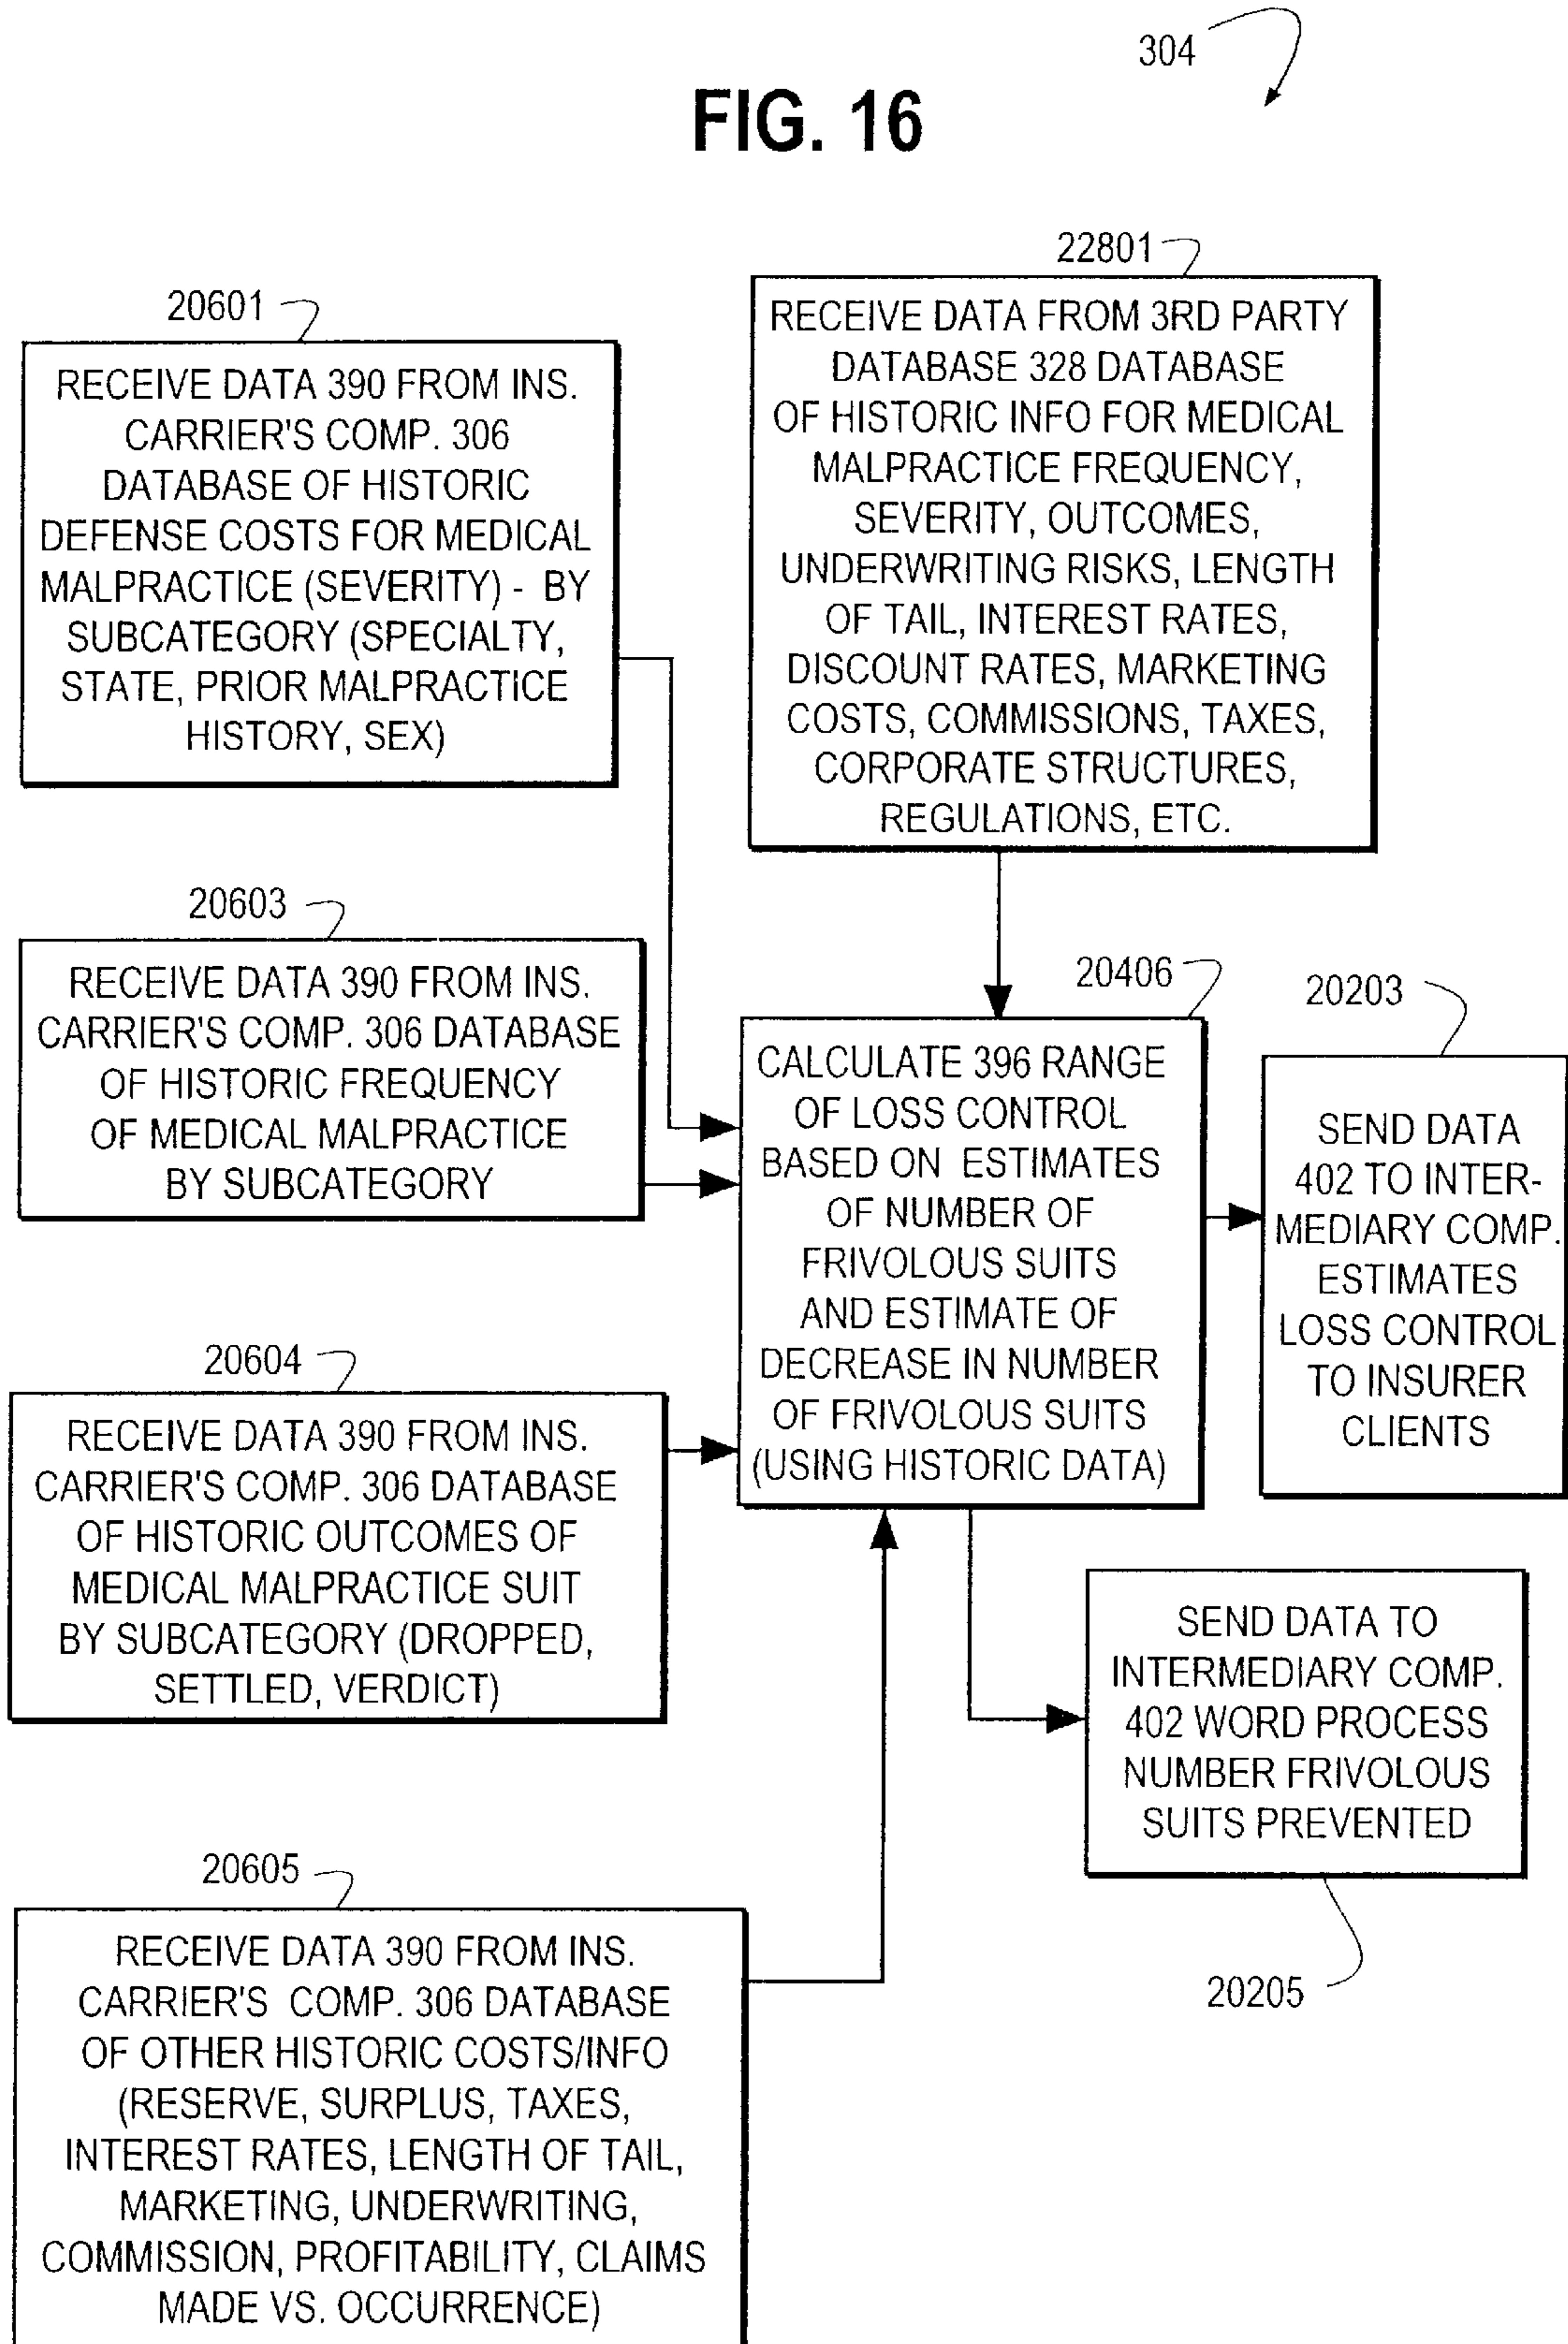 304
FIG. 16
20601
RECEIVE DATA 390 FROM INS.
CARRIER'S COMP. 306
DATABASE OF HISTORIC
DEFENSE COSTS FOR MEDICAL
MALPRACTICE (SEVERITY) - BY
SUBCATEGORY (SPECIALTY,
STATE, PRIOR MALPRACTICE
HISTORY, SEX)
22801
RECEIVE DATA FROM 3RD PARTY
DATABASE 328 DATABASE
OF HISTORIC INFO FOR MEDICAL
MALPRACTICE FREQUENCY,
SEVERITY, OUTCOMES,
UNDERWRITING RISKS, LENGTH
OF TAIL, INTEREST RATES,
DISCOUNT RATES, MARKETING
COSTS, COMMISSIONS, TAXES,
CORPORATE STRUCTURES,
REGULATIONS, ETC.
20603
RECEIVE DATA 390 FROM INS.
CARRIER'S COMP. 306 DATABASE
OF HISTORIC FREQUENCY
OF MEDICAL MALPRACTICE
BY SUBCATEGORY
20406
CALCULATE 396 RANGE
OF LOSS CONTROL
BASED ON ESTIMATES
OF NUMBER OF
FRIVOLOUS SUITS
AND ESTIMATE OF
DECREASE IN NUMBER
OF FRIVOLOUS SUITS
(USING HISTORIC DATA)
20203
SEND DATA
402 TO INTER-
MEDIARY COMP.
ESTIMATES
LOSS CONTROL
TO INSURER
CLIENTS
20604
RECEIVE DATA 390 FROM INS.
CARRIER'S COMP. 306 DATABASE
OF HISTORIC OUTCOMES OF
MEDICAL MALPRACTICE SUIT
BY SUBCATEGORY (DROPPED,
SETTLED, VERDICT)
SEND DATA TO
INTERMEDIARY COMP.
402 WORD PROCESS
NUMBER FRIVOLOUS
SUITS PREVENTED
20205
20605
RECEIVE DATA 390 FROM INS.
CARRIER'S COMP. 306 DATABASE
OF OTHER HISTORIC COSTS/INFO
(RESERVE, SURPLUS, TAXES,
INTEREST RATES, LENGTH OF TAIL,
MARKETING, UNDERWRITING,
COMMISSION, PROFITABILITY, CLAIMS
MADE VS. OCCURRENCE)